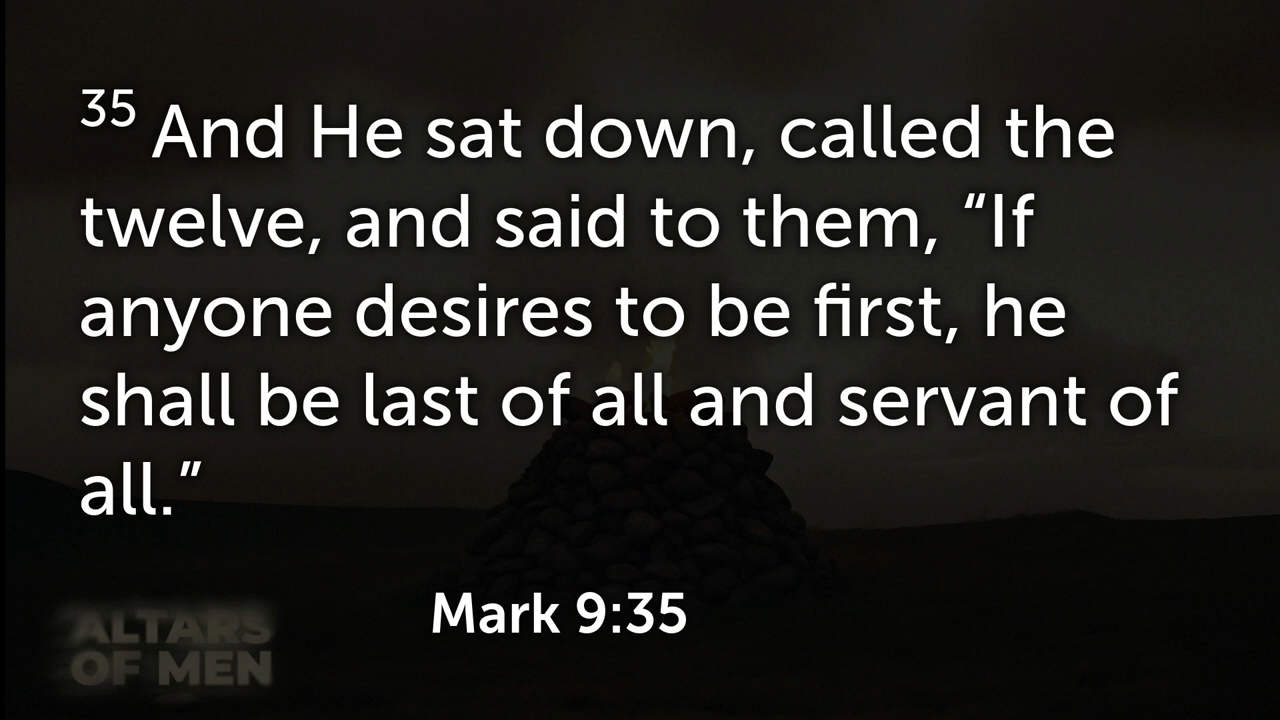 35 And He sat down, called the
twelve, and said to them, “If
anyone desires to be first, he
shall be last of all and servant of
all.”
Mark 9:35
ALTARS
OF MEN